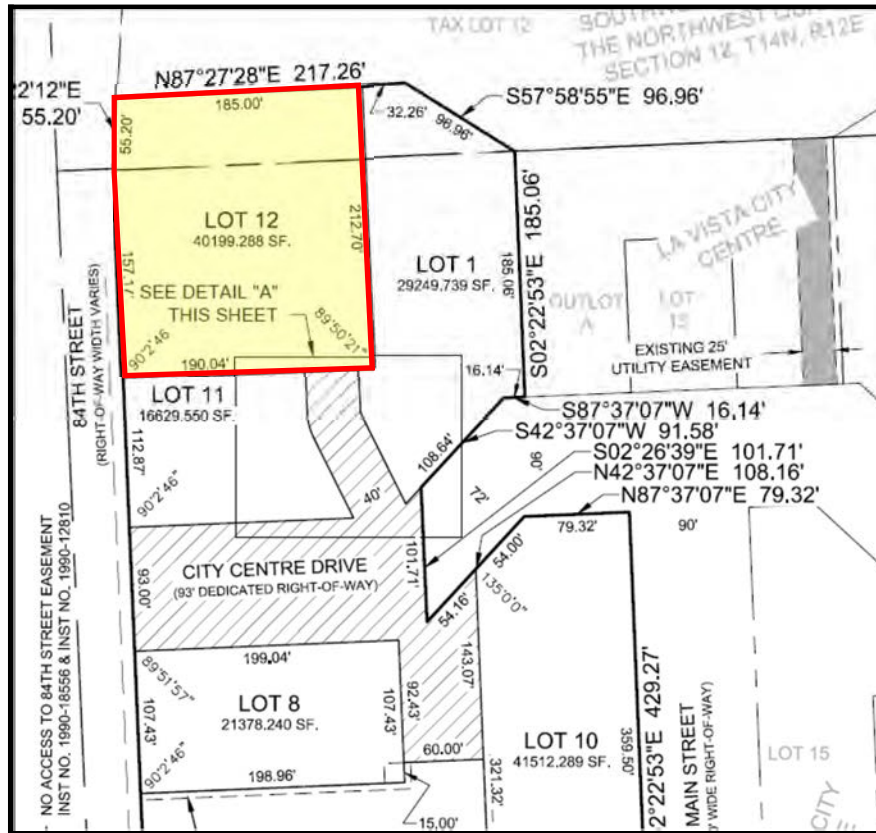 TAX LOT 12
THE NORTHWEST
SECTION 12, T14N, R12E
N87°27'28"E 217.26'
2'12"E
55.20'
185.00'
32.26'
S57°58'55"E 96.96'
96.96'
55.20'
LOT 12
40199.288 SF.
212.70'
S02°22'53"E 185.06'
185.06'
LA VISTA CITY
CENTRE
LOT 1
29249.739 SF.
OUTLOT
A
LOT
EXISTING 25'
UTILITY EASEMENT
SEE DETAIL "A"
THIS SHEET
89°50'21"
90°2'46
190.04'
84TH STREET
(RIGHT-OF-WAY WIDTH VARIES)
16.14'
LOT 11
16629.550 SF.
S87°37'07"W 16.14'
S42°37'07"W 91.58'
S02°26'39"E 101.71'
N42°37'07"E 108.16'
N87°37'07"E 79.32'
108.64'
112.87'
90°2'46"
40'
72'
90'
79.32'
90'
54.00'
101.71'
CITY CENTRE DRIVE
(93' DEDICATED RIGHT-OF-WAY)
93.00'
54.16'
135°0'0"
NO ACCESS TO 84TH STREET EASEMENT
INST NO. 1990-18556 & INST NO. 1990-12810
199.04'
89°51'57"
143.07'
92.43'
LOT 8
21378.240 SF.
107.43'
107.43'
90°2'46"
198.96'
60.00'
15.00'
321.32'
LOT 10
41512.289 SF.
359.50'
2°22'53"E 429.27'
MAIN STREET
WIDE RIGHT-OF-WAY)
LOT 15
CITY